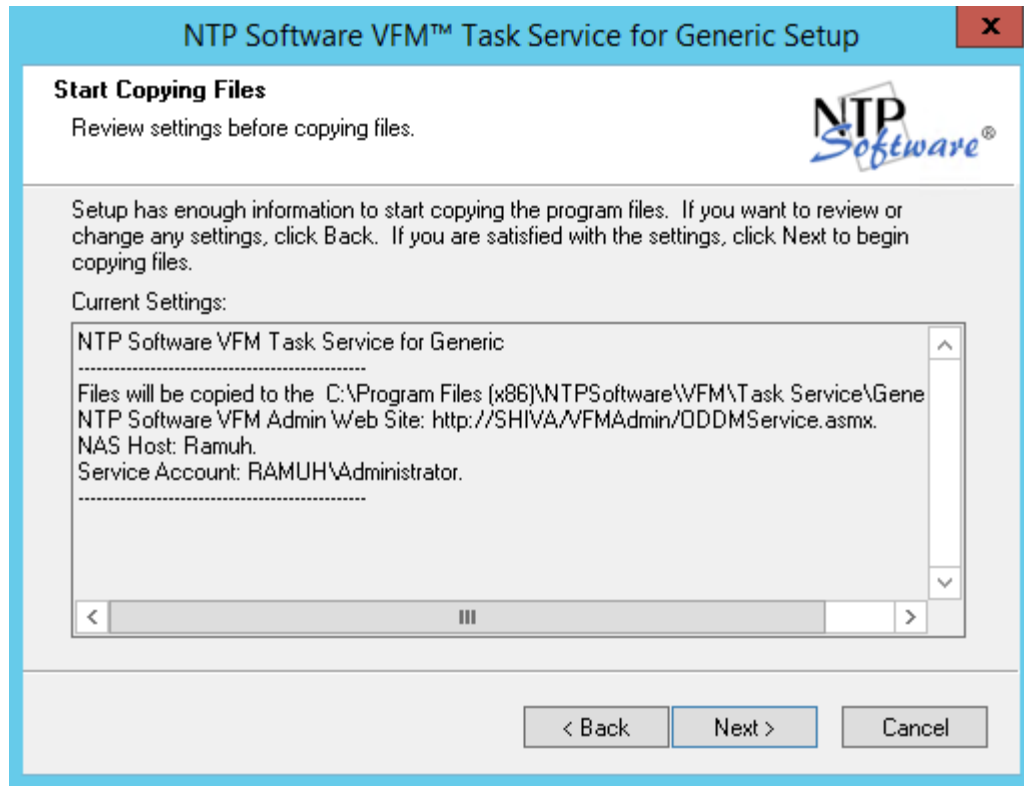 NTP Software VFM™ Task Service for Generic Setup
x
Start Copying Files
Review settings before copying files.
NTP
Software®
Setup has enough information to start copying the program files.  If you want to review or
change any settings, click Back.  If you are satisfied with the settings, click Next to begin
copying files.
Current Settings:
NTP Software VFM Task Service for Generic
------------------------------------------------
Files will be copied to the  C:\Program Files (x86)\NTPSoftware\VFM\Task Service\Gene
NTP Software VFM Admin Web Site: http://SHIVA/VFMAdmin/ODDMService.asmx.
NAS Host: Ramuh.
Service Account: RAMUH\Administrator.
------------------------------------------------
< Back
Next >
Cancel